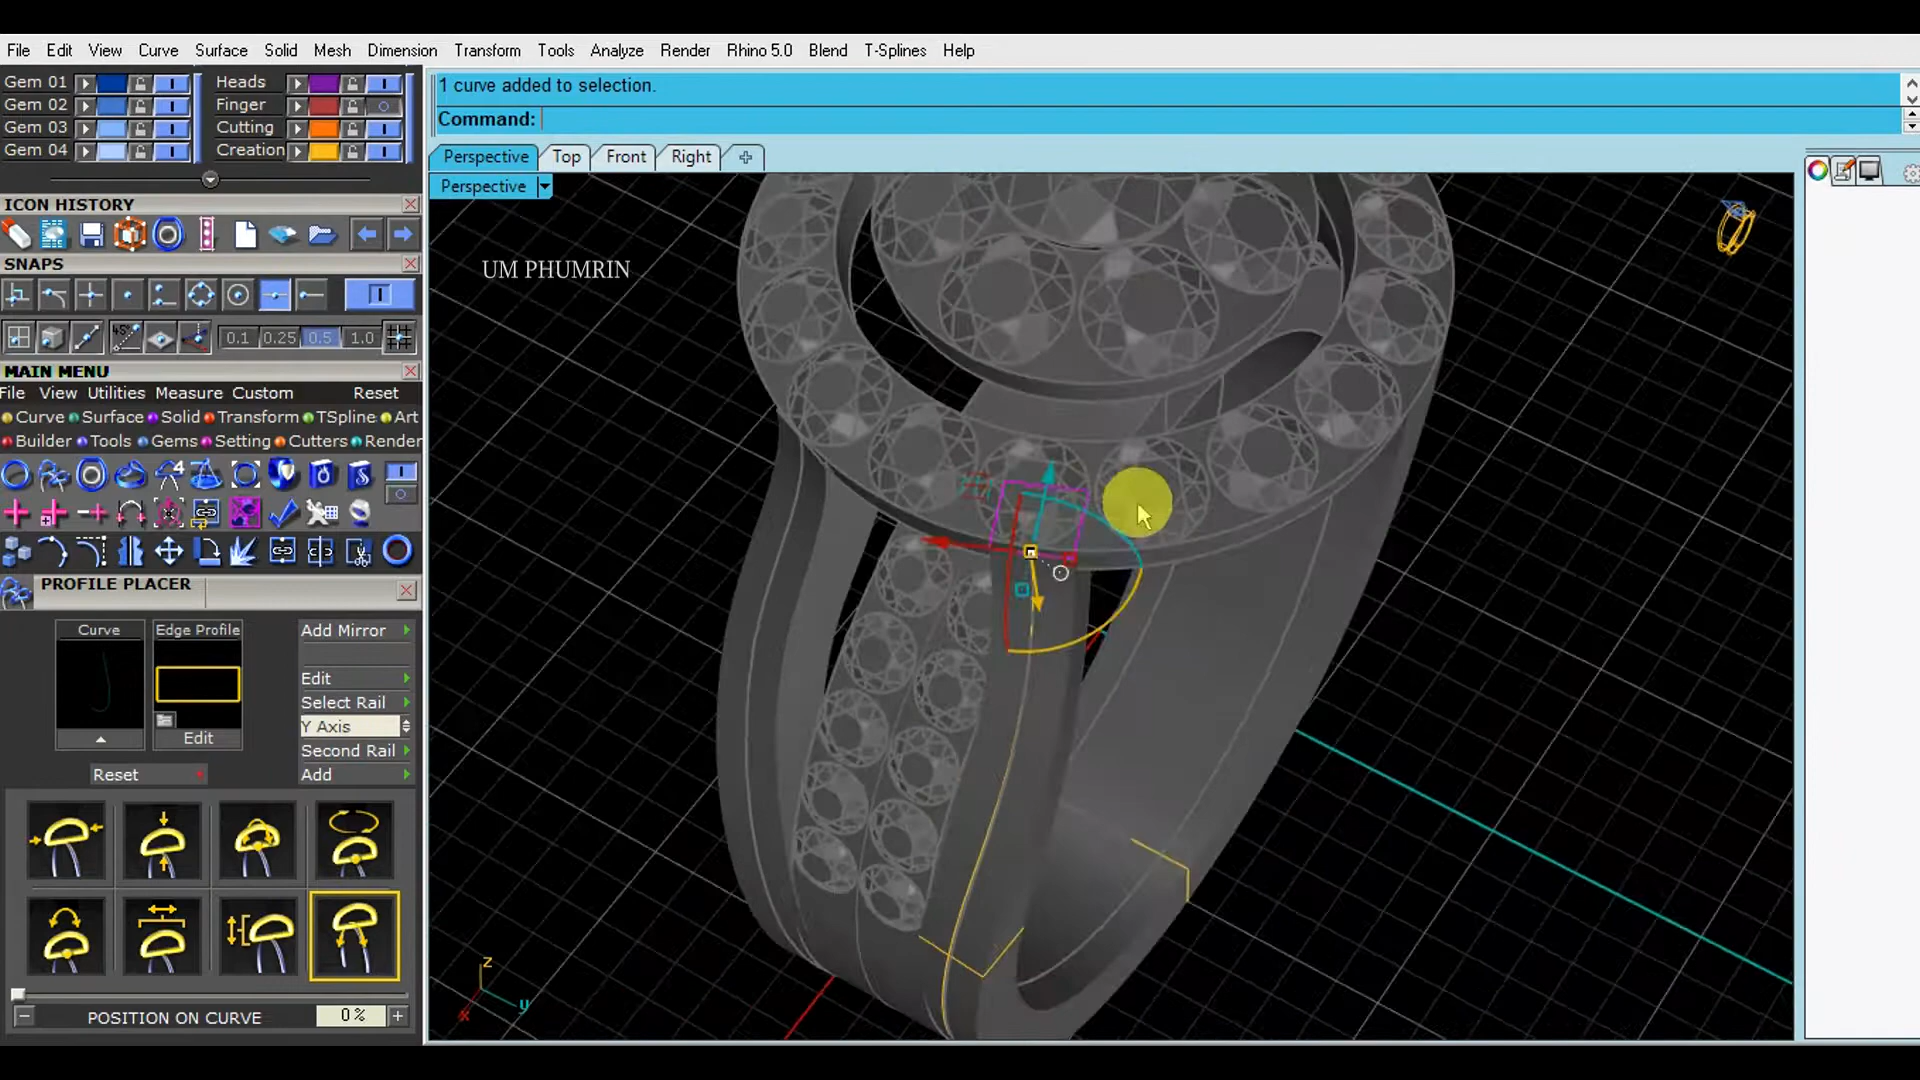 File Edit View Curve Surface Solid Mesh Dimension Transform Tools Analyze Render Rhino 5.0 Blend T-Splines Help
Gem 01 Heads
Gem 02 Finger
Gem 03 Cutting
Gem 04 Creation
1 curve added to selection.
Command:
Perspective Top Front Right
Perspective
ICON HISTORY
SNAPS
45°
0.1 0.25 0.5 1.0
MAIN MENU
File View Utilities Measure Custom Reset
Curve Surface Solid Transform TSpline Art
Builder Tools Gems Setting Cutters Render
PROFILE PLACER
Curve Edge Profile Add Mirror
Edit
Select Rail
Y Axis
Edit Second Rail
Reset Add
POSITION ON CURVE 0 %
UM PHUMRIN
z
y
x